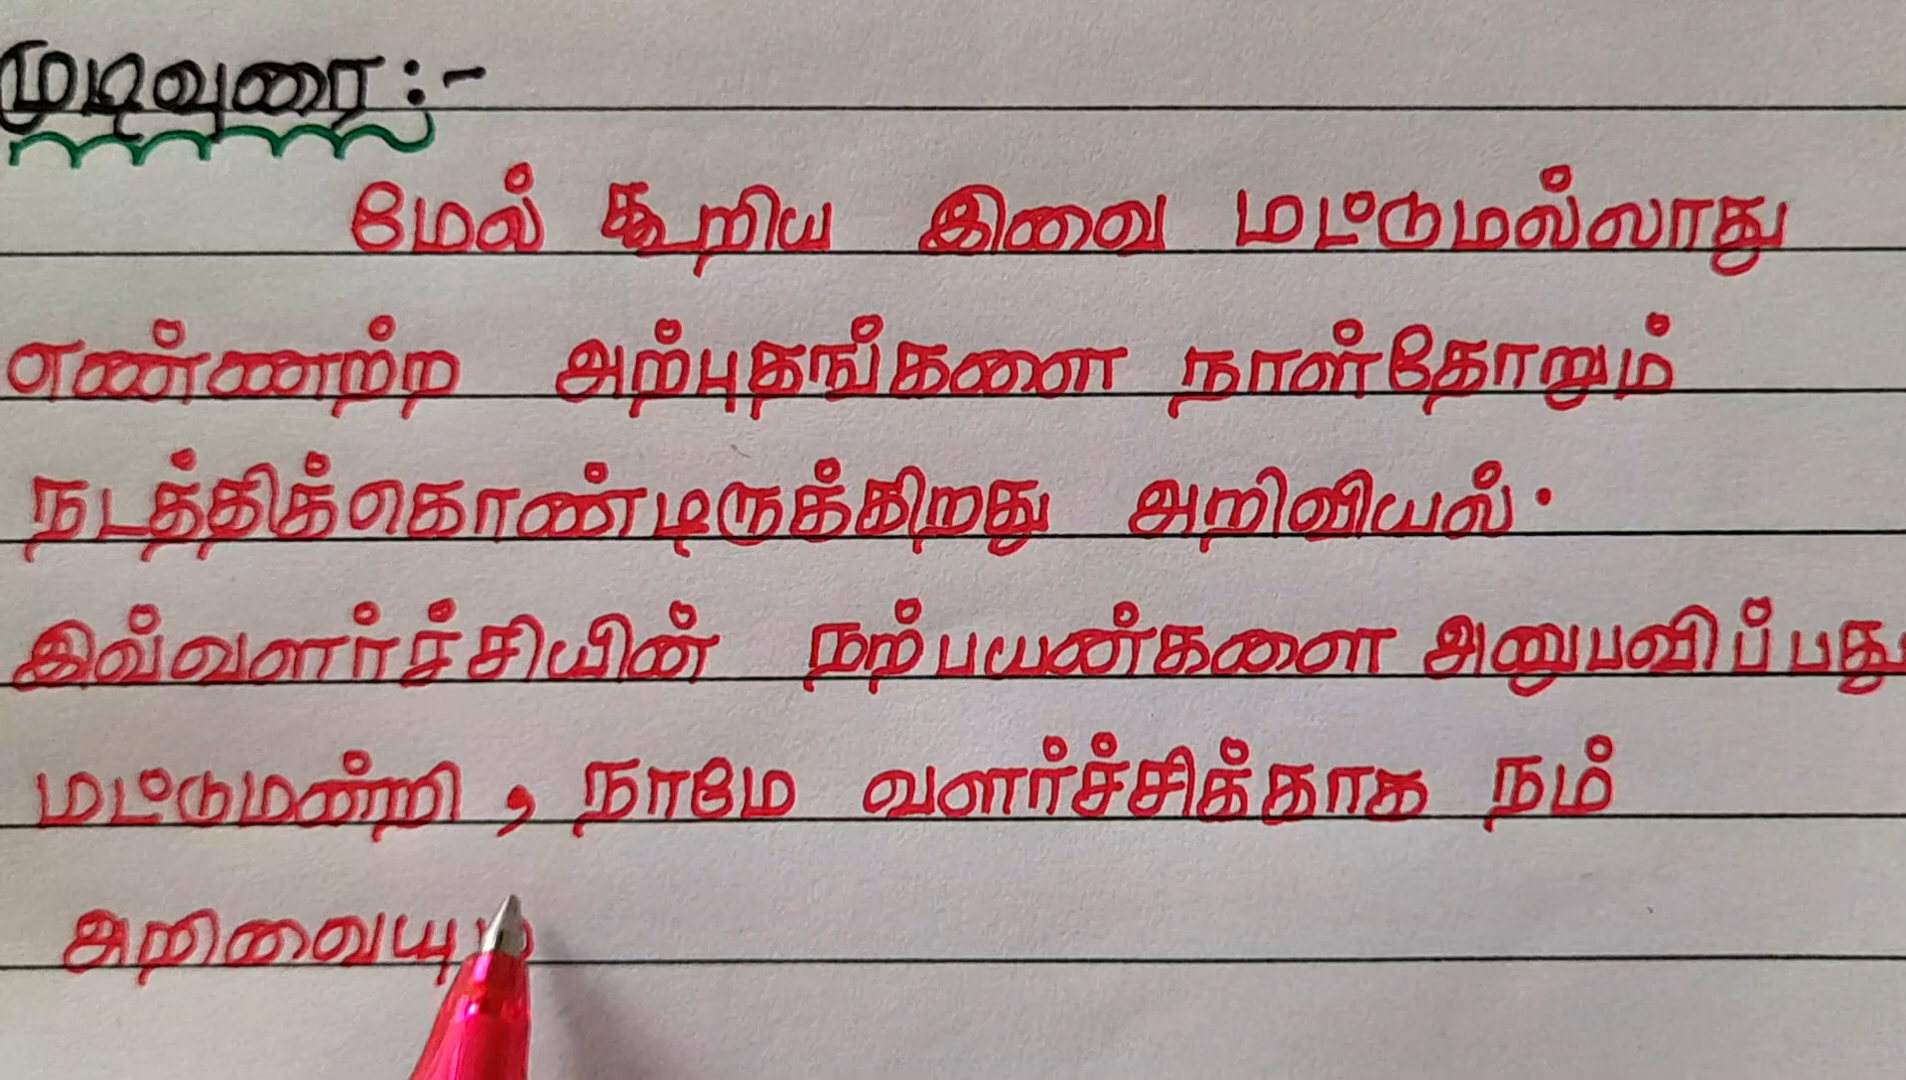 முடிவுரை :-
மேல் கூறிய இவை மட்டுமல்லாது
எண்ணற்ற அற்புதங்களை நாள்தோறும்
நடத்திக்கொண்டிருக்கிறது அறிவியல்.
இவ்வளர்ச்சியின் நற்பயண்களை அனுபவிப்பது
மட்டுமன்றி , நாமே வளர்ச்சிக்காக நம்
அறிவையும்